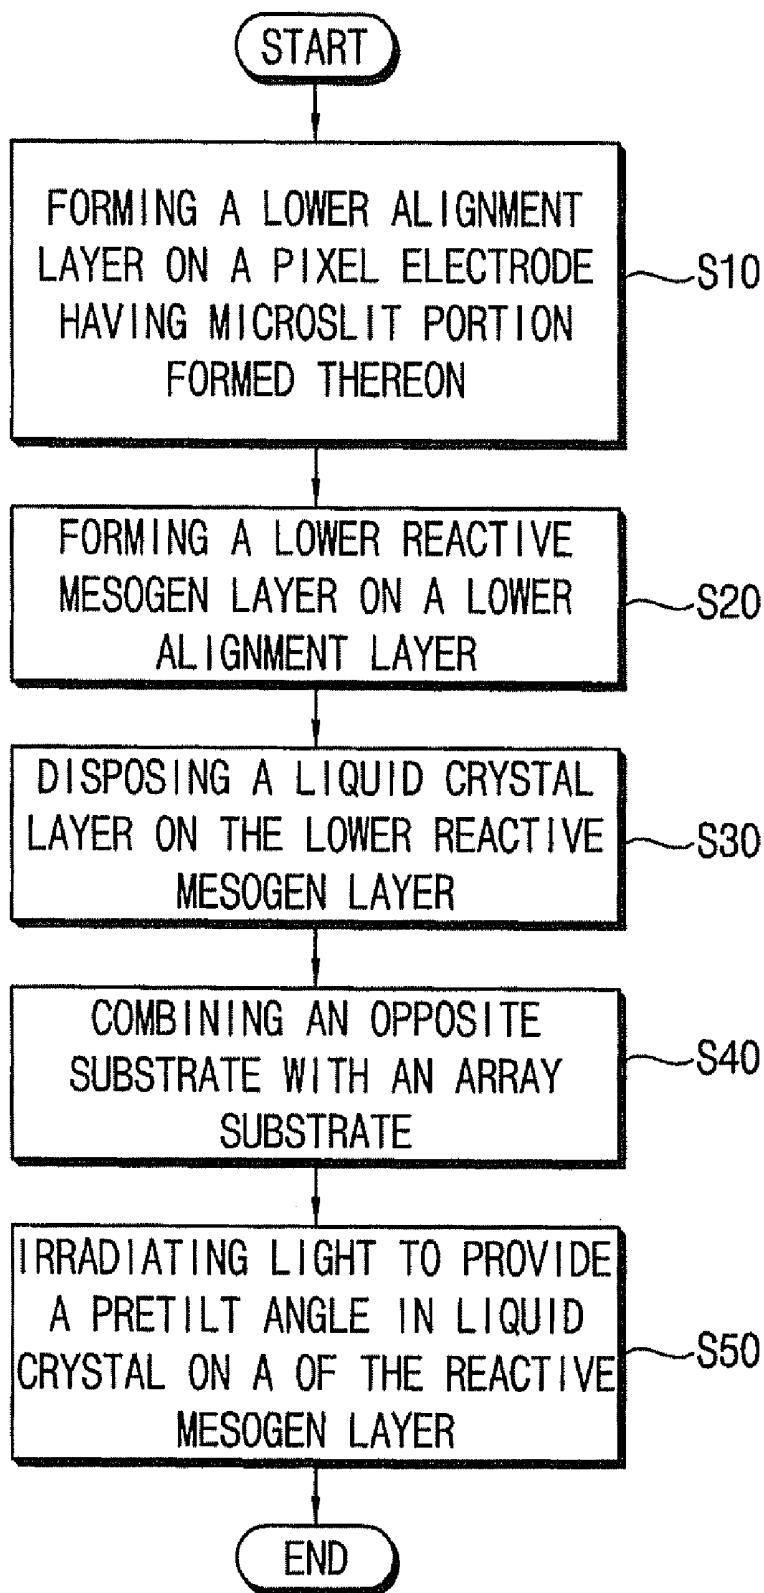 START
FORMING A LOWER ALIGNMENT
LAYER ON A PIXEL ELECTRODE
HAVING MICROSLIT PORTION
FORMED THEREON
S10
FORMING A LOWER REACTIVE
MESOGEN LAYER ON A LOWER
ALIGNMENT LAYER
S20
DISPOSING A LIQUID CRYSTAL
LAYER ON THE LOWER REACTIVE
MESOGEN LAYER
S30
COMBINING AN OPPOSITE
SUBSTRATE WITH AN ARRAY
SUBSTRATE
S40
IRRADIATING LIGHT TO PROVIDE
A PRETILT ANGLE IN LIQUID
CRYSTAL ON A OF THE REACTIVE
MESOGEN LAYER
S50
END